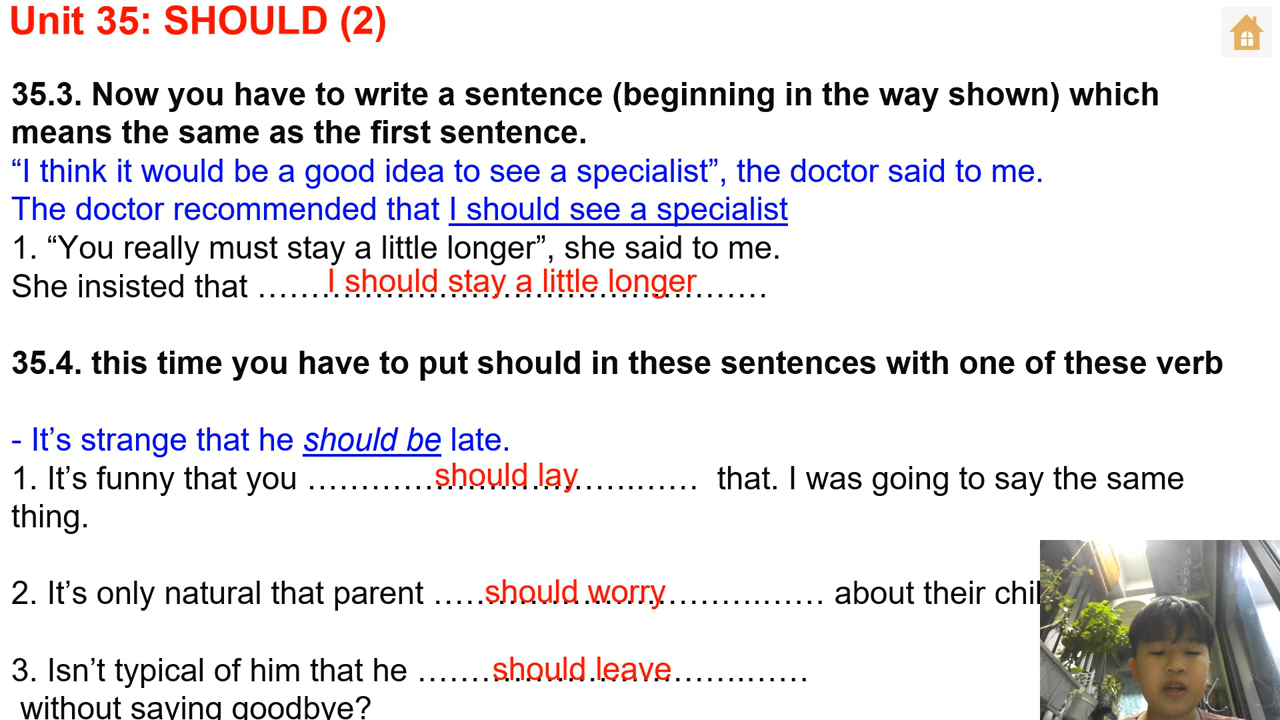 Unit 35: SHOULD (2)
35.3. Now you have to write a sentence (beginning in the way shown) which
means the same as the first sentence.
“I think it would be a good idea to see a specialist”, the doctor said to me.
The doctor recommended that I should see a specialist
1. “You really must stay a little longer”, she said to me.
She insisted that ……I should stay a little longer……
35.4. this time you have to put should in these sentences with one of these verb
- It’s strange that he should be late.
1. It’s funny that you ……should lay…… that. I was going to say the same
thing.
2. It’s only natural that parent ……should worry…… about their
3. Isn’t typical of him that he ……should leave……
without saying goodbye?